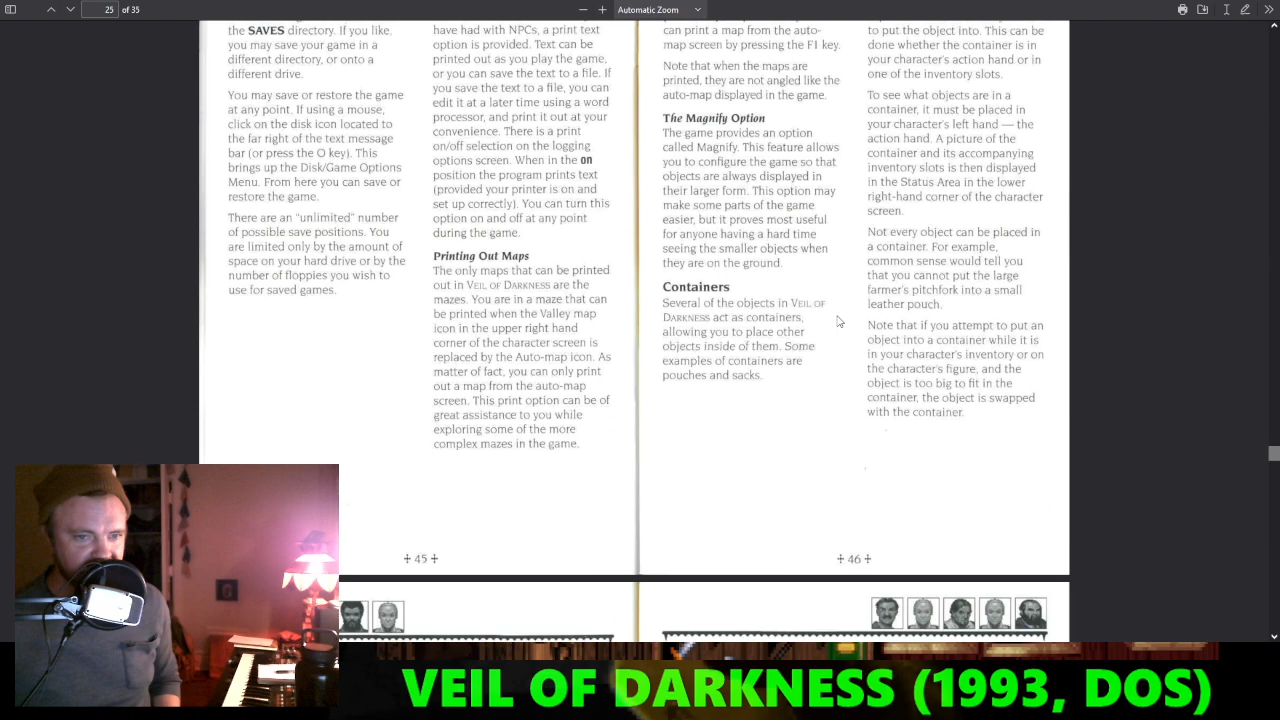 25
of 35
Automatic Zoom
the SAVES directory. If you like,
you may save your game in a
different directory, or onto a
different drive.
You may save or restore the game
at any point. If using a mouse,
click on the disk icon located to
the far right of the text message
bar (or press the O key). This
brings up the Disk/Game Options
Menu. From here you can save or
restore the game.
There are an “unlimited” number
of possible save positions. You
are limited only by the amount of
space on your hard drive or by the
number of floppies you wish to
use for saved games.
have had with NPCs, a print text
option is provided. Text can be
printed out as you play the game,
or you can save the text to a file. If
you save the text to a file, you can
edit it at a later time using a word
processor, and print it out at your
convenience. There is a print
on/off selection on the logging
options screen. When in the on
position the program prints text
(provided your printer is on and
set up correctly). You can turn this
option on and off at any point
during the game.
Printing Out Maps
The only maps that can be printed
out in VEIL OF DARKNESS are the
mazes. You are in a maze that can
be printed when the Valley map
icon in the upper right hand
corner of the character screen is
replaced by the Auto-map icon. As
matter of fact, you can only print
out a map from the auto-map
screen. This print option can be of
great assistance to you while
exploring some of the more
complex mazes in the game.
45
can print a map from the auto-
map screen by pressing the F1 key.
Note that when the maps are
printed, they are not angled like the
auto-map displayed in the game.
The Magnify Option
The game provides an option
called Magnify. This feature allows
you to configure the game so that
objects are always displayed in
their larger form. This option may
make some parts of the game
easier, but it proves most useful
for anyone having a hard time
seeing the smaller objects when
they are on the ground.
Containers
Several of the objects in VEIL OF
DARKNESS act as containers,
allowing you to place other
objects inside of them. Some
examples of containers are
pouches and sacks.
to put the object into. This can be
done whether the container is in
your character's action hand or in
one of the inventory slots.
To see what objects are in a
container, it must be placed in
your character's left hand — the
action hand. A picture of the
container and its accompanying
inventory slots is then displayed
in the Status Area in the lower
right-hand corner of the character
screen.
Not every object can be placed in
a container. For example,
common sense would tell you
that you cannot put the large
farmer's pitchfork into a small
leather pouch.
Note that if you attempt to put an
object into a container while it is
in your character's inventory or on
the character's figure, and the
object is too big to fit in the
container, the object is swapped
with the container.
46
VEIL OF DARKNESS (1993, DOS)